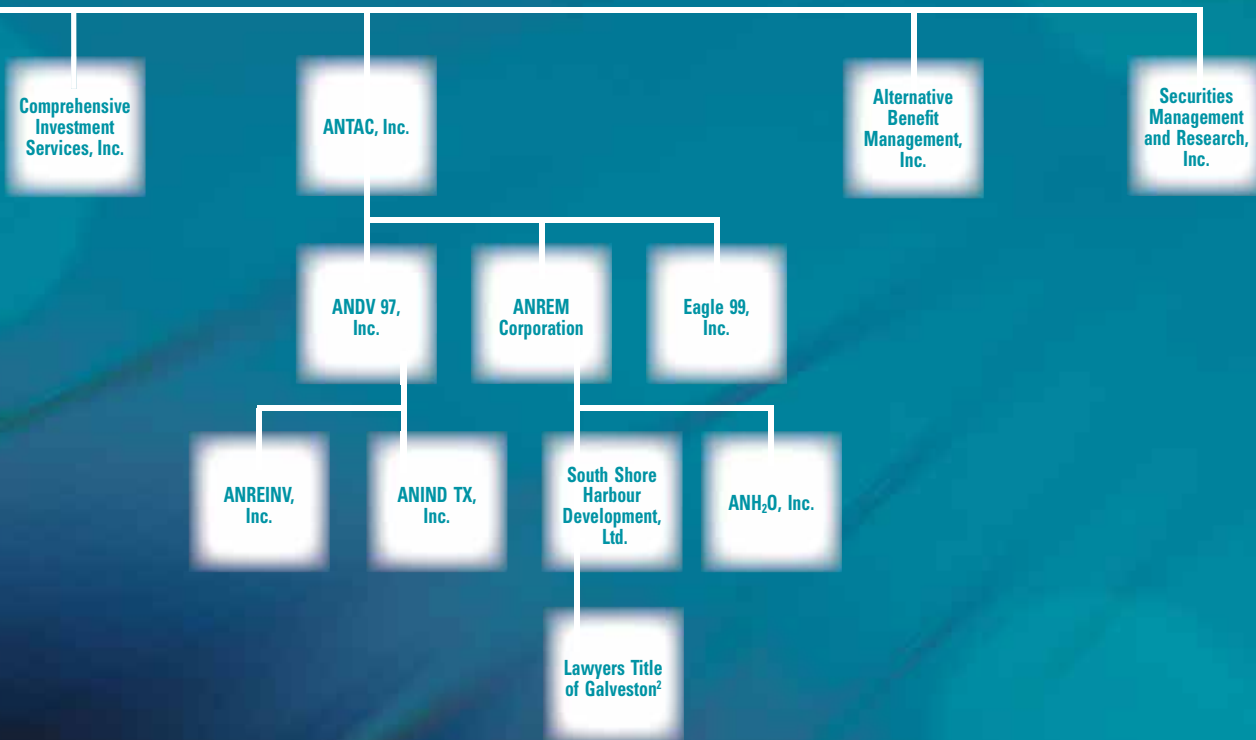 Comprehensive
Investment
Services, Inc.
ANTAC, Inc.
Alternative
Benefit
Management,
Inc.
Securities
Management
and Research,
Inc.
ANDV 97,
Inc.
ANREM
Corporation
Eagle 99,
Inc.
ANREINV,
Inc.
ANIND TX,
Inc.
South Shore
Harbour
Development,
Ltd.
ANH₂O, Inc.
Lawyers Title
of Galveston²